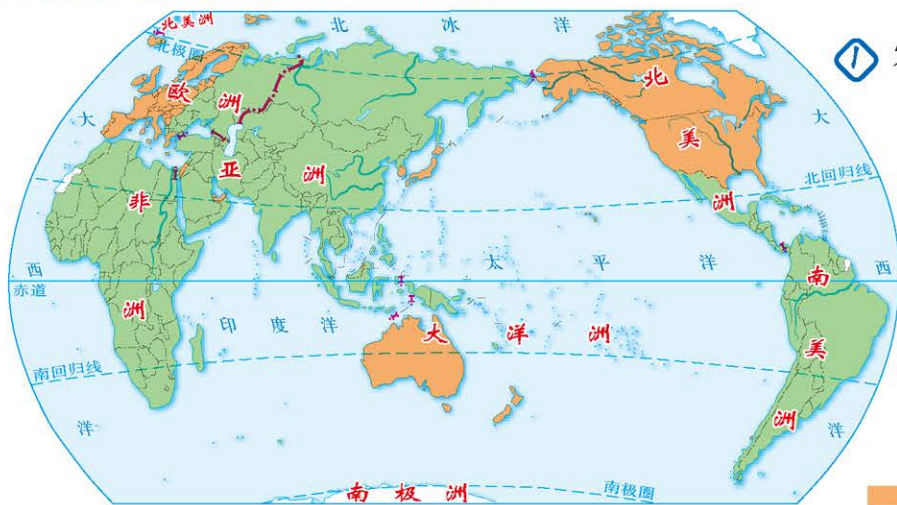 北美洲
北冰洋
北极圈
欧洲
北美洲
大
大
亚洲
非洲
北回归线
西
太平洋
西
赤道
南美洲
印度洋
大洋洲
南回归线
洋
洋
南极洲
南极圈